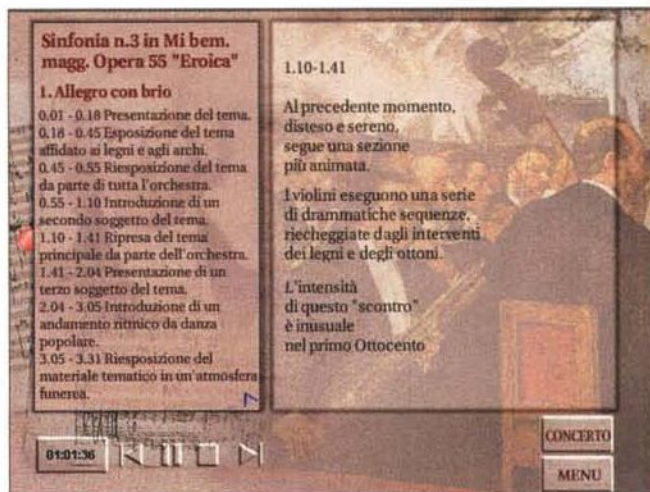 Sinfonia n.3 in Mi bem.
magg. Opera 55 "Eroica"
1. Allegro con brio
0.01 - 0.18 Presentazione del tema.
0.18 - 0.45 Esposizione del tema
affidato ai legni e agli archi.
0.45 - 0.55 Riesposizione del tema
da parte di tutta l'orchestra.
0.55 - 1.10 Introduzione di un
secondo soggetto del tema.
1.10 - 1.41 Ripresa del tema
principale da parte dell'orchestra.
1.41 - 2.04 Presentazione di un
terzo soggetto del tema.
2.04 - 3.05 Introduzione di un
andamento ritmico da danza
popolare.
3.05 - 3.31 Riesposizione del
materiale tematico in un'atmosfera
funerea.
1.10-1.41
Al precedente momento,
disteso e sereno,
segue una sezione
più animata.
I violini eseguono una serie
di drammatiche sequenze,
riecheggiate dagli interventi
dei legni e degli ottoni.
L'intensità
di questo "scontro"
è inusuale
nel primo Ottocento
01:01:36
CONCERTO
MENU